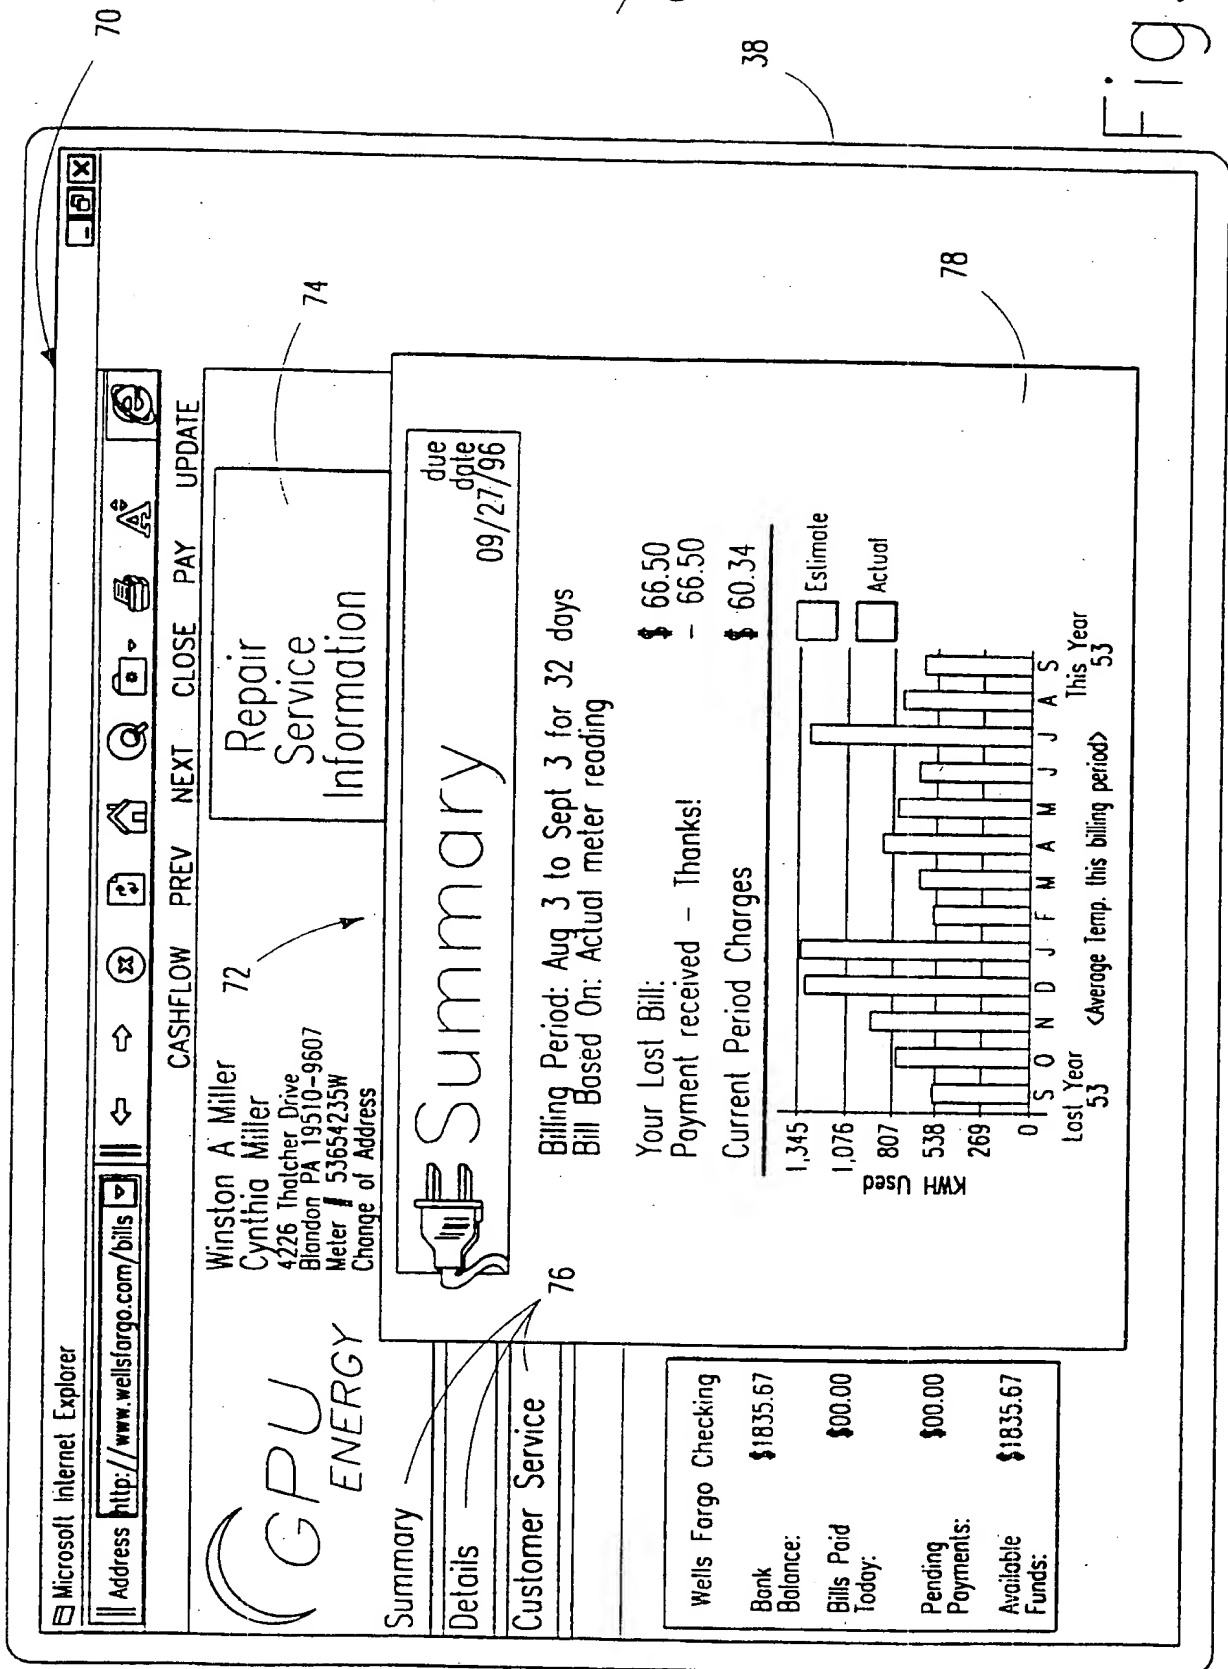 70
38
Fig.
Microsoft Internet Explorer
Address http://www.wellsfargo.com/bills
CASHFLOW PREV NEXT CLOSE PAY UPDATE
GPU
ENERGY
Winston A Miller
Cynthia Miller
4226 Thatcher Drive
Blandon PA 19510-9607
Meter # 53654235W
Change of Address
72
Repair
Service
Information
74
Summary
Details
Customer Service
76
Summary
due
date
09/27/96
Billing Period: Aug 3 to Sept 3 for 32 days
Bill Based On: Actual meter reading
Your Last Bill: $ 66.50
Payment received - Thanks! - 66.50
Current Period Charges $ 60.34
KWH Used
1,345
1,076
807
538
269
0
S O N D J F M A M J J A S
Last Year
53
<Average Temp. this billing period>
This Year
53
Estimate
Actual
78
Wells Fargo Checking
Bank
Balance: $1835.67
Bills Paid
Today: $00.00
Pending
Payments: $00.00
Available
Funds: $1835.67